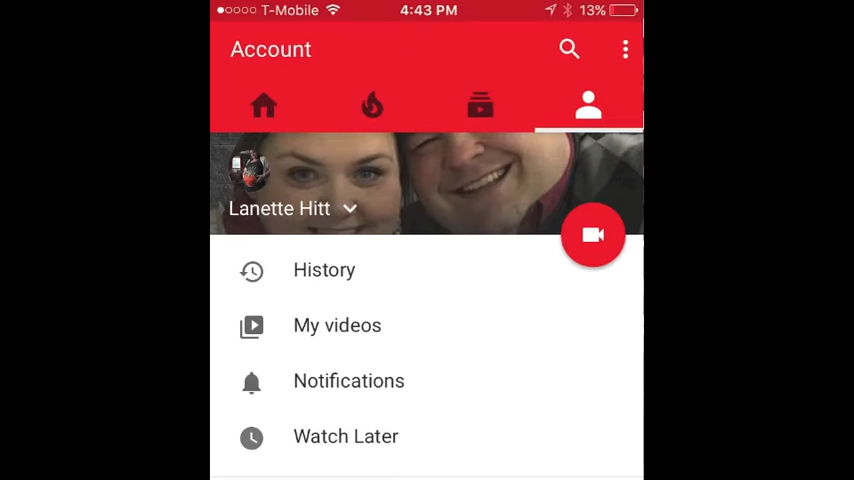 T-Mobile 4:43 PM 13%
Account
Lanette Hitt
History
My videos
Notifications
Watch Later